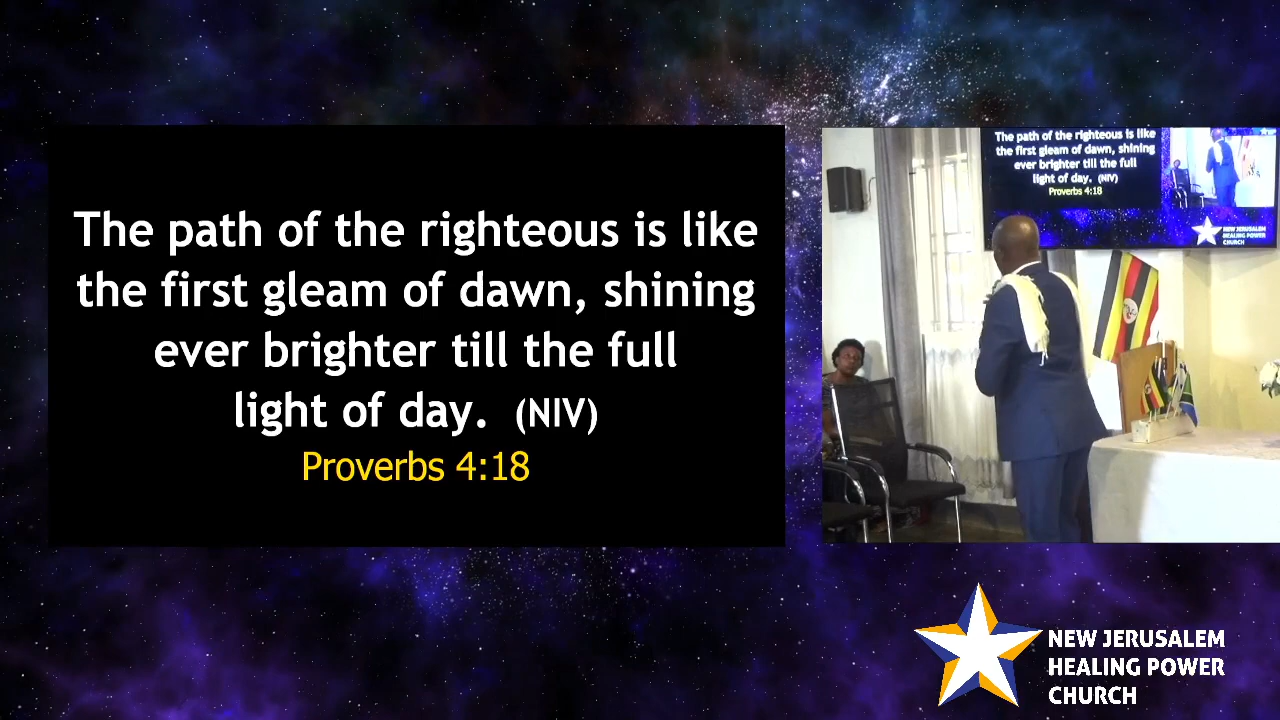 The path of the righteous is like
the first gleam of dawn, shining
ever brighter till the full
light of day. (NIV)
Proverbs 4:18
The path of the righteous is like
the first gleam of dawn, shining
ever brighter till the full
light of day. (NIV)
Proverbs 4:18
NEW JERUSALEM
HEALING POWER
CHURCH
NEW JERUSALEM
HEALING POWER
CHURCH